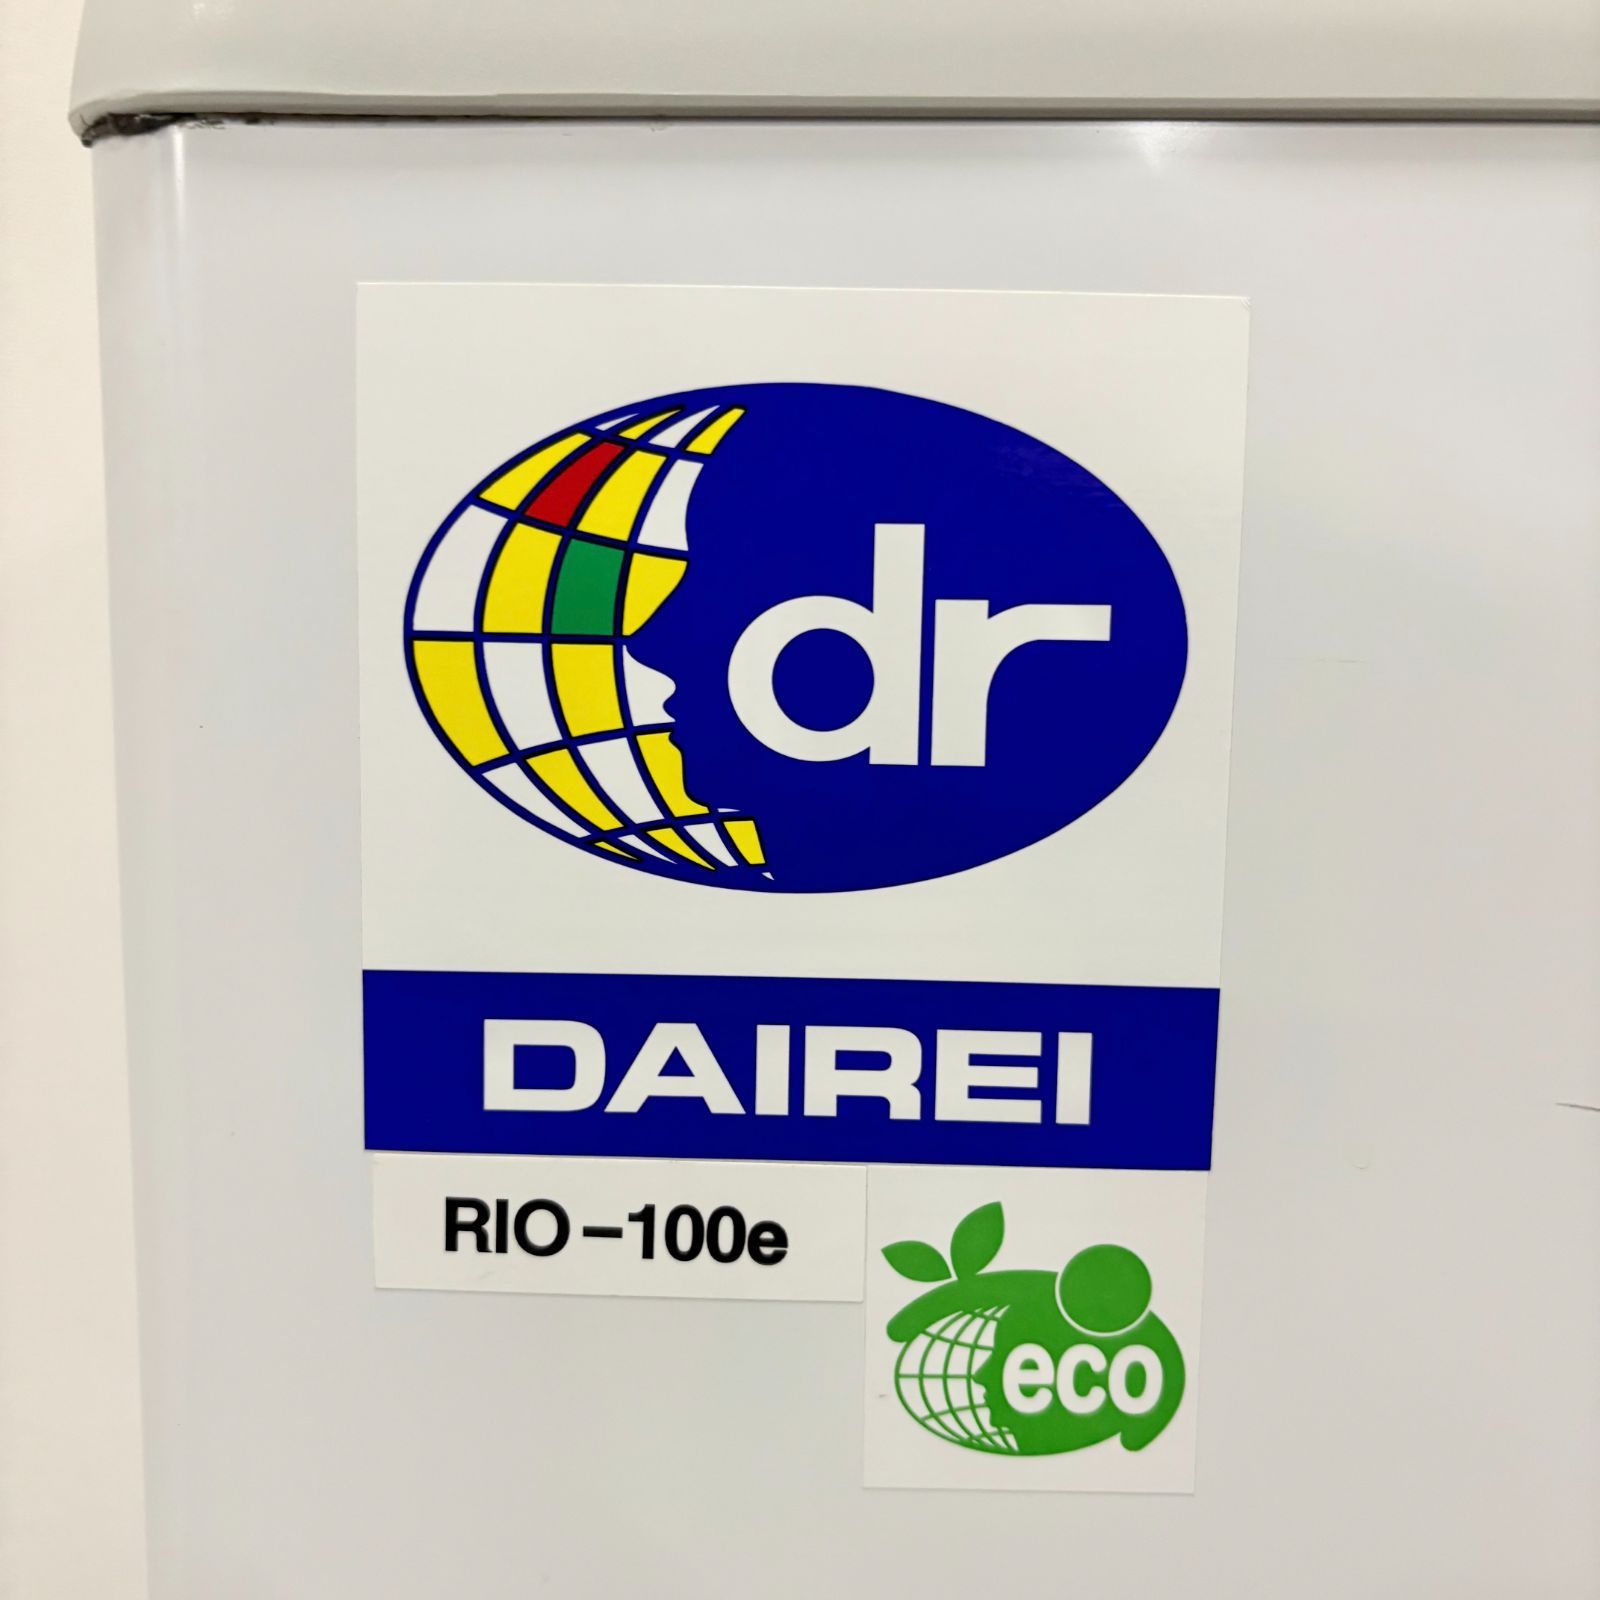 dr
DAIREI
RIO-100e
eco